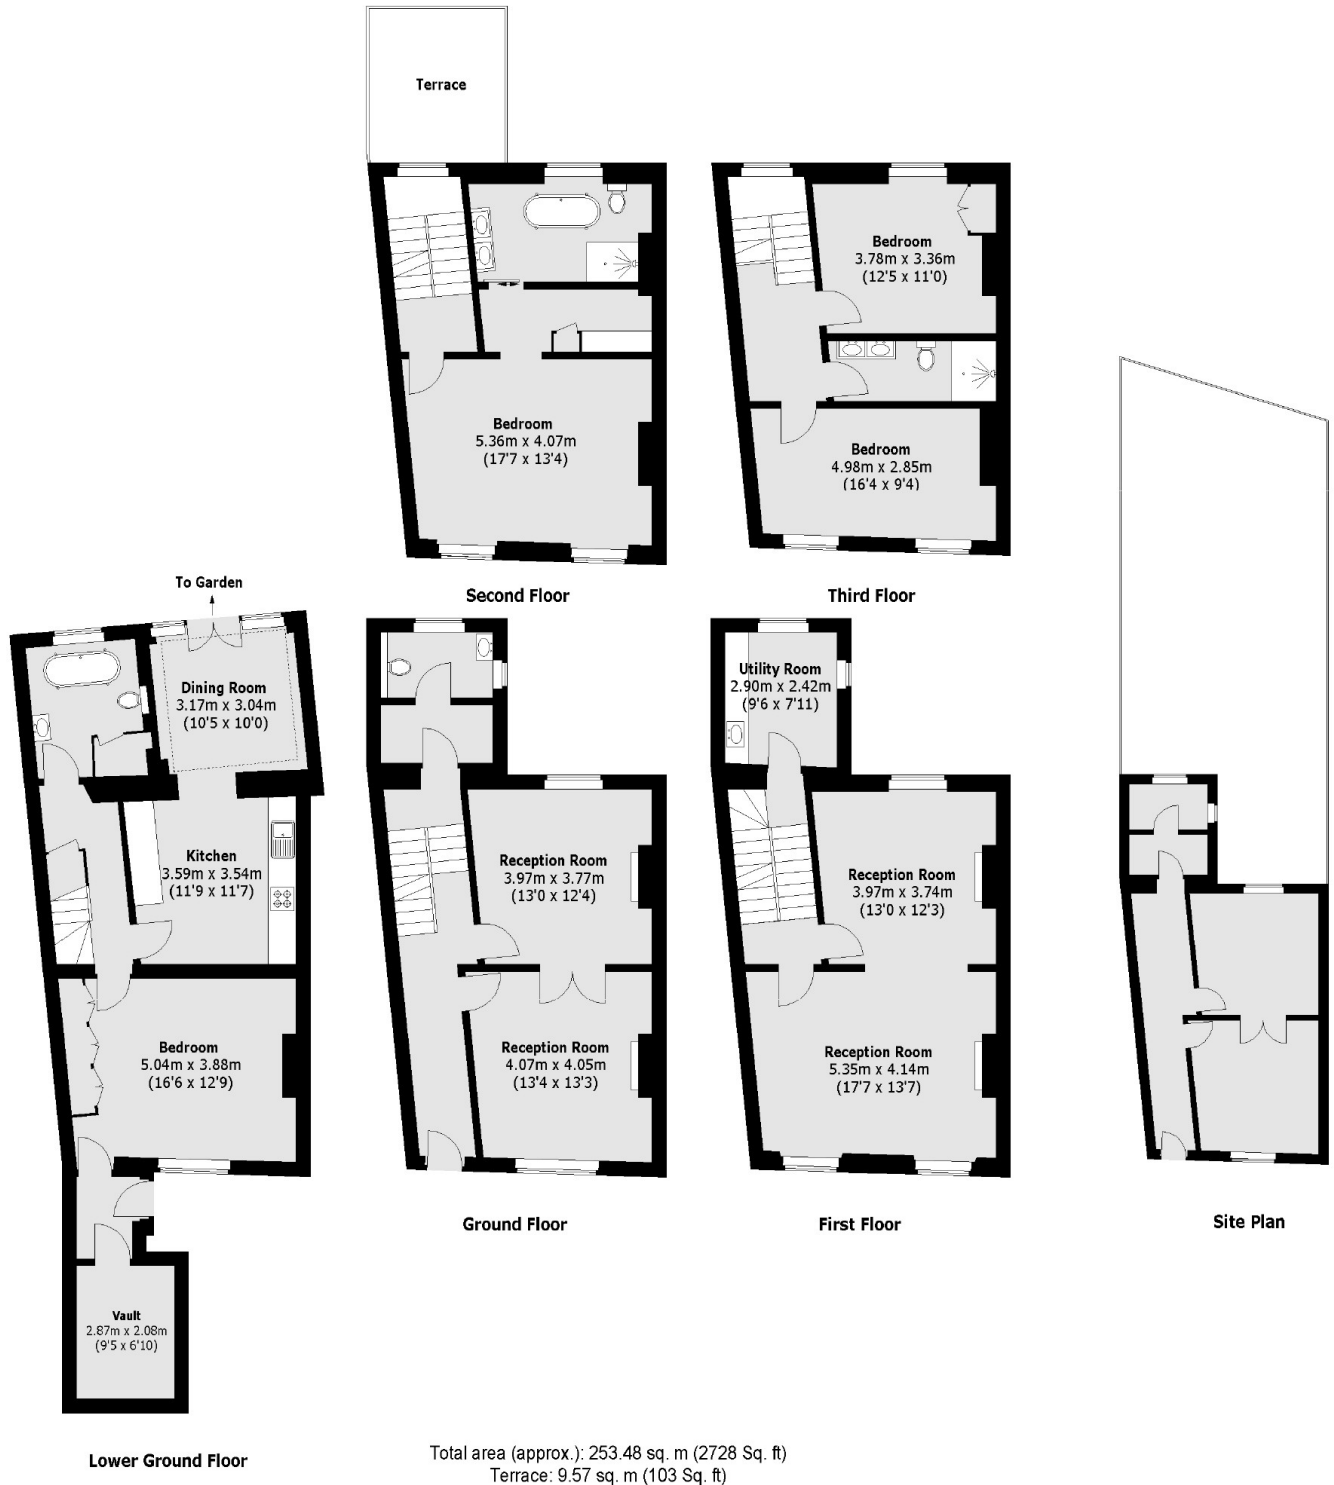 Terrace
Bedroom
5.36m x 4.07m
(17'7 x 13'4)
Second Floor
Bedroom
3.78m x 3.36m
(12'5 x 11'0)
Bedroom
4.98m x 2.85m
(16'4 x 9'4)
Third Floor
To Garden
Dining Room
3.17m x 3.04m
(10'5 x 10'0)
Kitchen
3.59m x 3.54m
(11'9 x 11'7)
Bedroom
5.04m x 3.88m
(16'6 x 12'9)
Vault
2.87m x 2.08m
(9'5 x 6'10)
Lower Ground Floor
Reception Room
3.97m x 3.77m
(13'0 x 12'4)
Reception Room
4.07m x 4.05m
(13'4 x 13'3)
Ground Floor
Utility Room
2.90m x 2.42m
(9'6 x 7'11)
Reception Room
3.97m x 3.74m
(13'0 x 12'3)
Reception Room
5.35m x 4.14m
(17'7 x 13'7)
First Floor
Site Plan
Total area (approx.): 253.48 sq. m (2728 Sq. ft)
Terrace: 9.57 sq. m (103 Sq. ft)